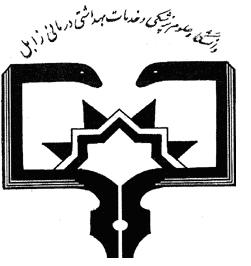 دانشگاه علوم پزشکی و خدمات بهداشتی درمانی زابل